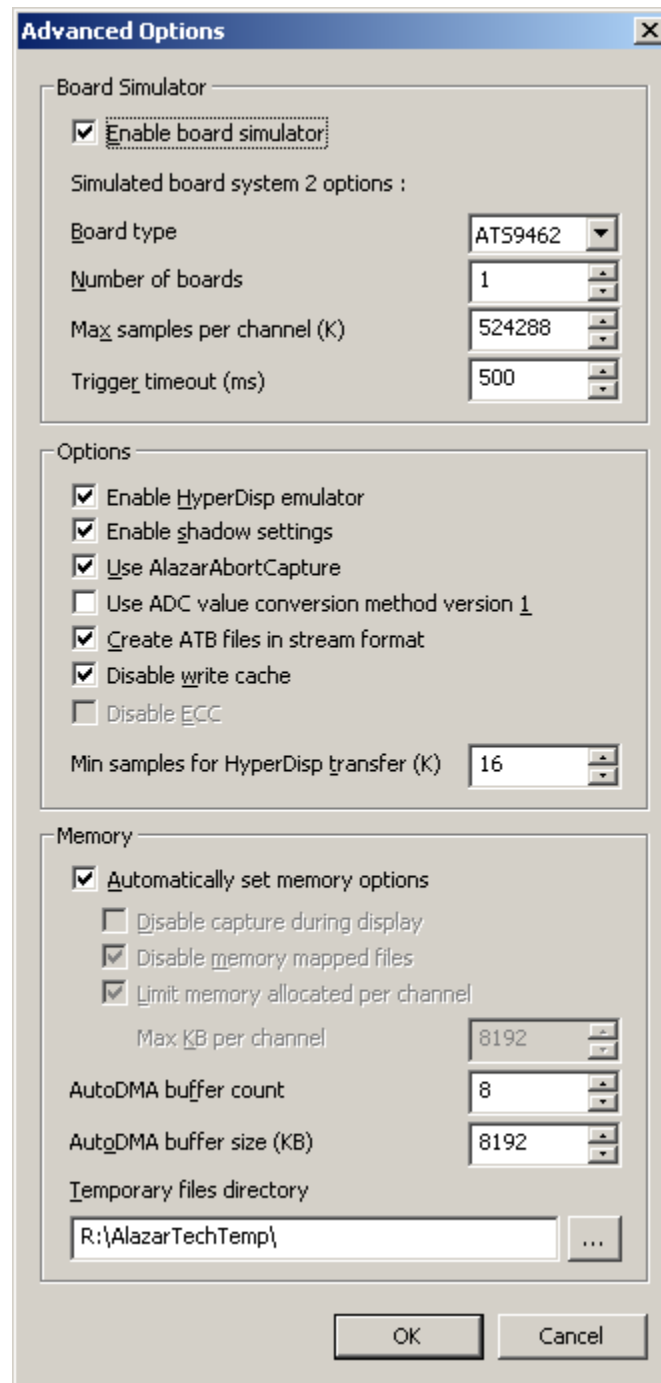 Advanced Options
Board Simulator
Enable board simulator
Simulated board system 2 options :
Board type ATS9462
Number of boards 1
Max samples per channel (K) 524288
Trigger timeout (ms) 500
Options
Enable HyperDisp emulator
Enable shadow settings
Use AlazarAbortCapture
Use ADC value conversion method version 1
Create ATB files in stream format
Disable write cache
Disable ECC
Min samples for HyperDisp transfer (K) 16
Memory
Automatically set memory options
Disable capture during display
Disable memory mapped files
Limit memory allocated per channel
Max KB per channel 8192
AutoDMA buffer count 8
AutoDMA buffer size (KB) 8192
Temporary files directory
R:\AlazarTechTemp\ ...
OK Cancel